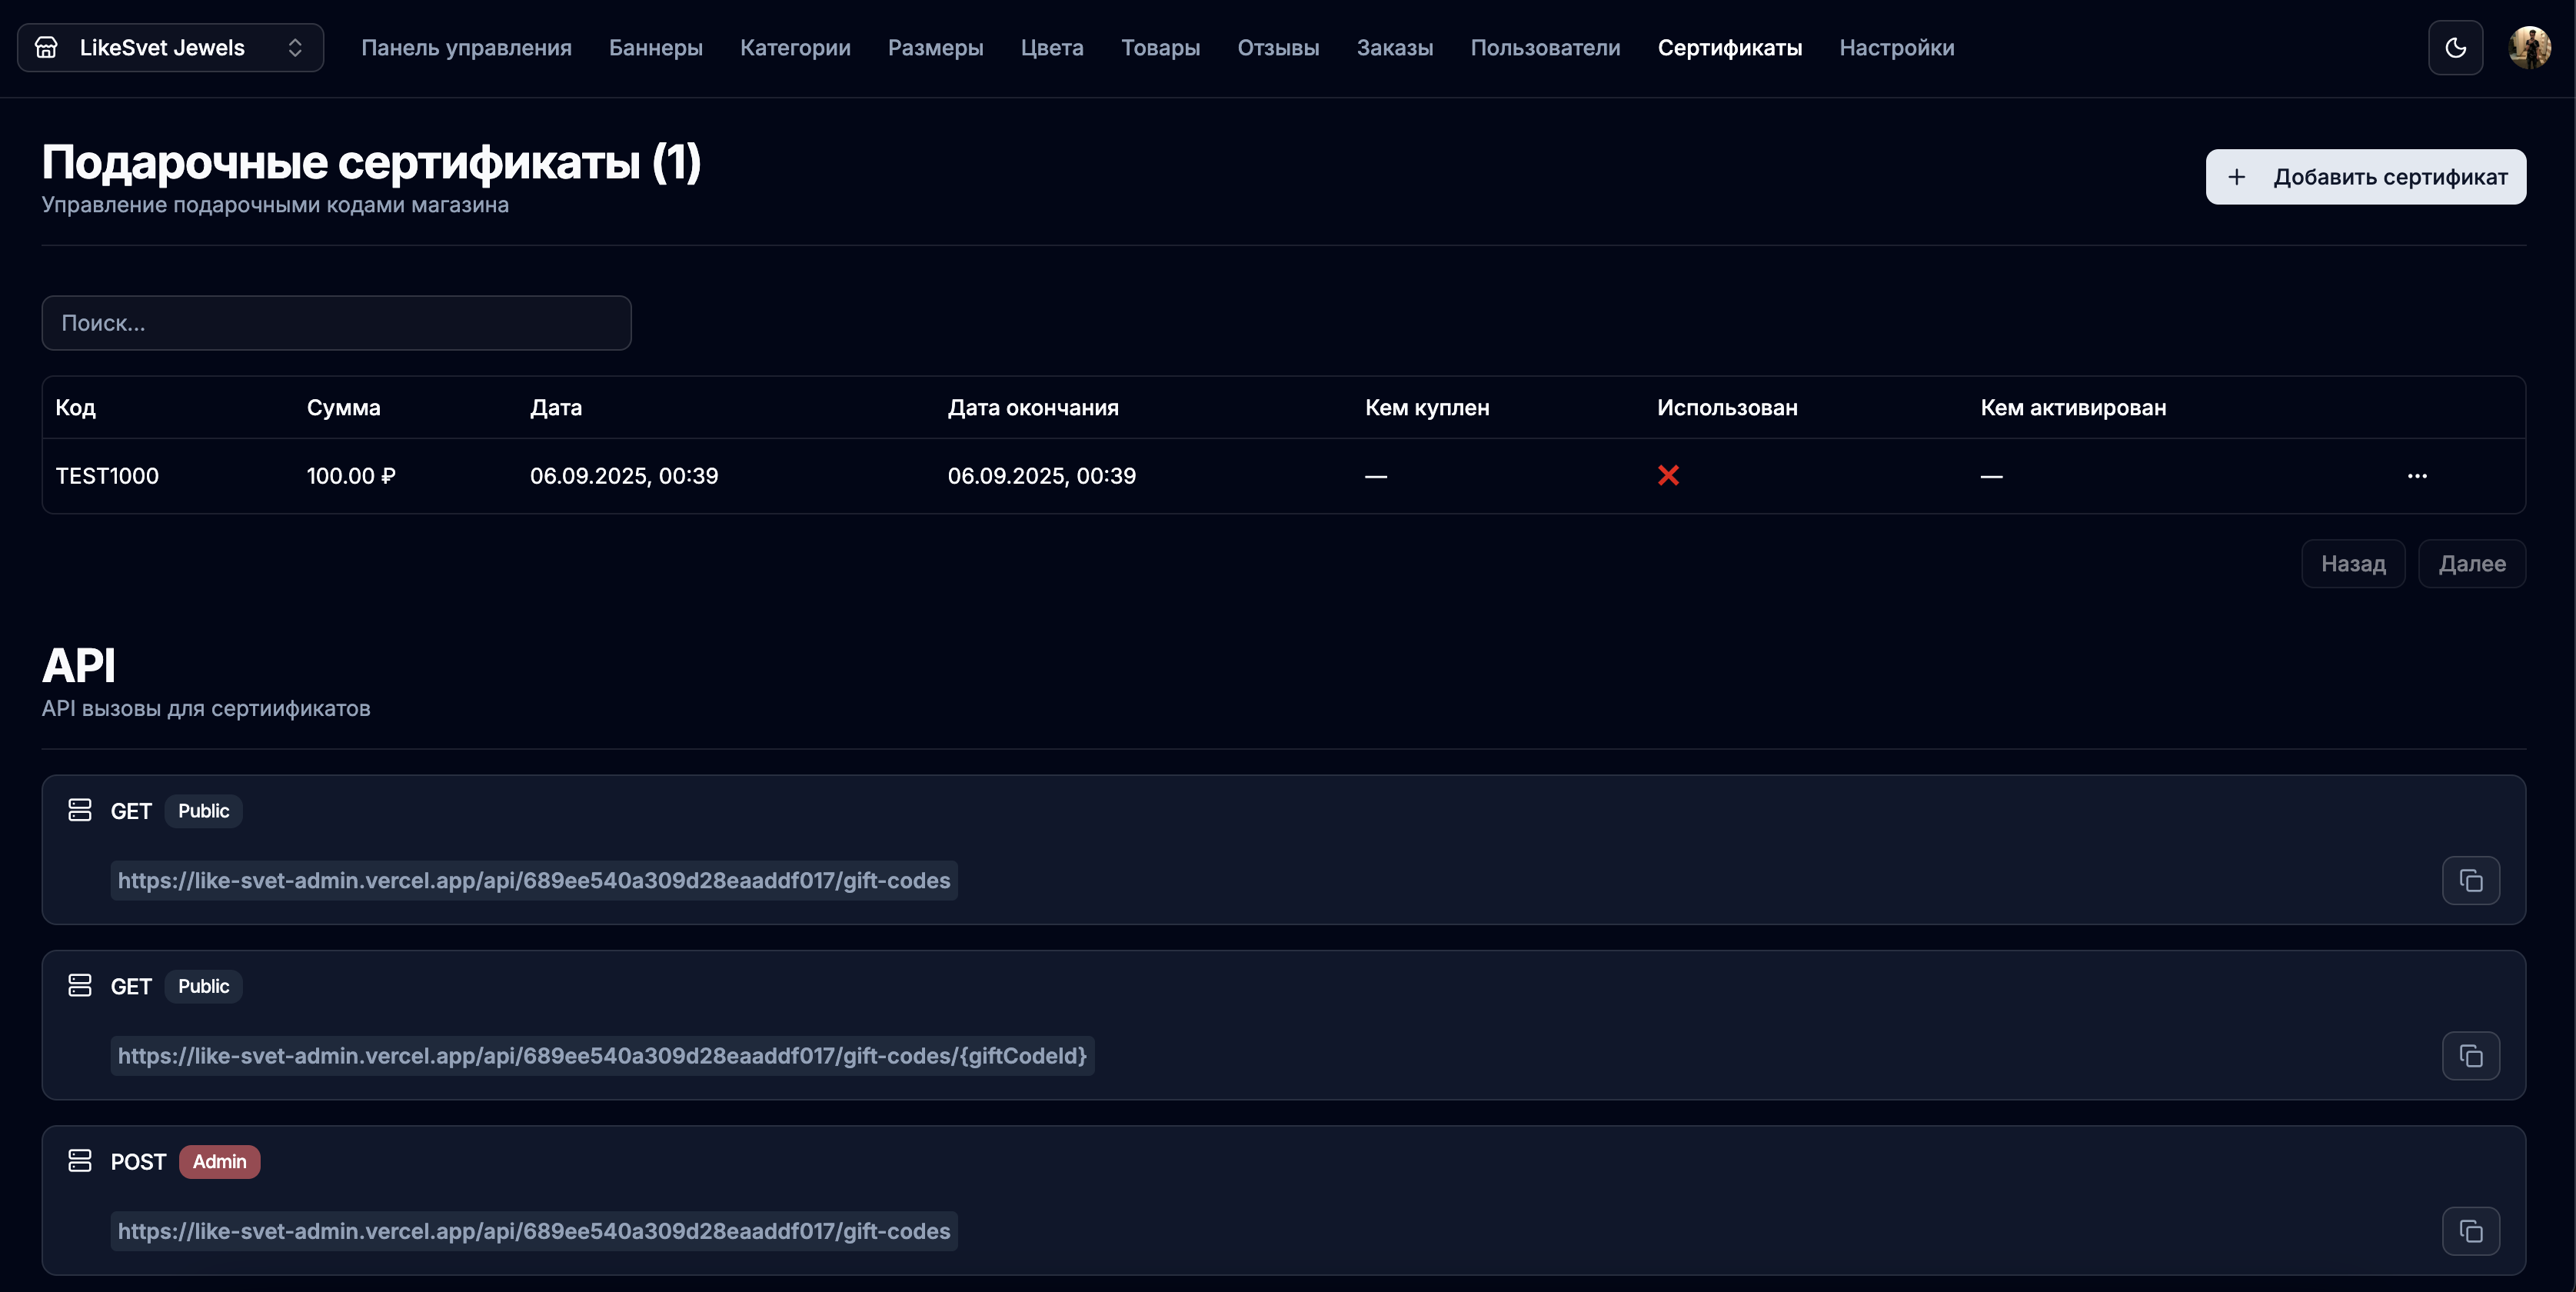 LikeSvet Jewels Панель управления Баннеры Категории Размеры Цвета Товары Отзывы Заказы Пользователи Сертификаты Настройки
Подарочные сертификаты (1)
Управление подарочными кодами магазина
+ Добавить сертификат
Поиск...
Код Сумма Дата Дата окончания Кем куплен Использован Кем активирован
TEST1000 100.00 ₽ 06.09.2025, 00:39 06.09.2025, 00:39 — ❌ — ...
Назад Далее
API
API вызовы для сертиификатов
GET Public
https://like-svet-admin.vercel.app/api/689ee540a309d28eaaddf017/gift-codes
GET Public
https://like-svet-admin.vercel.app/api/689ee540a309d28eaaddf017/gift-codes/{giftCodeId}
POST Admin
https://like-svet-admin.vercel.app/api/689ee540a309d28eaaddf017/gift-codes